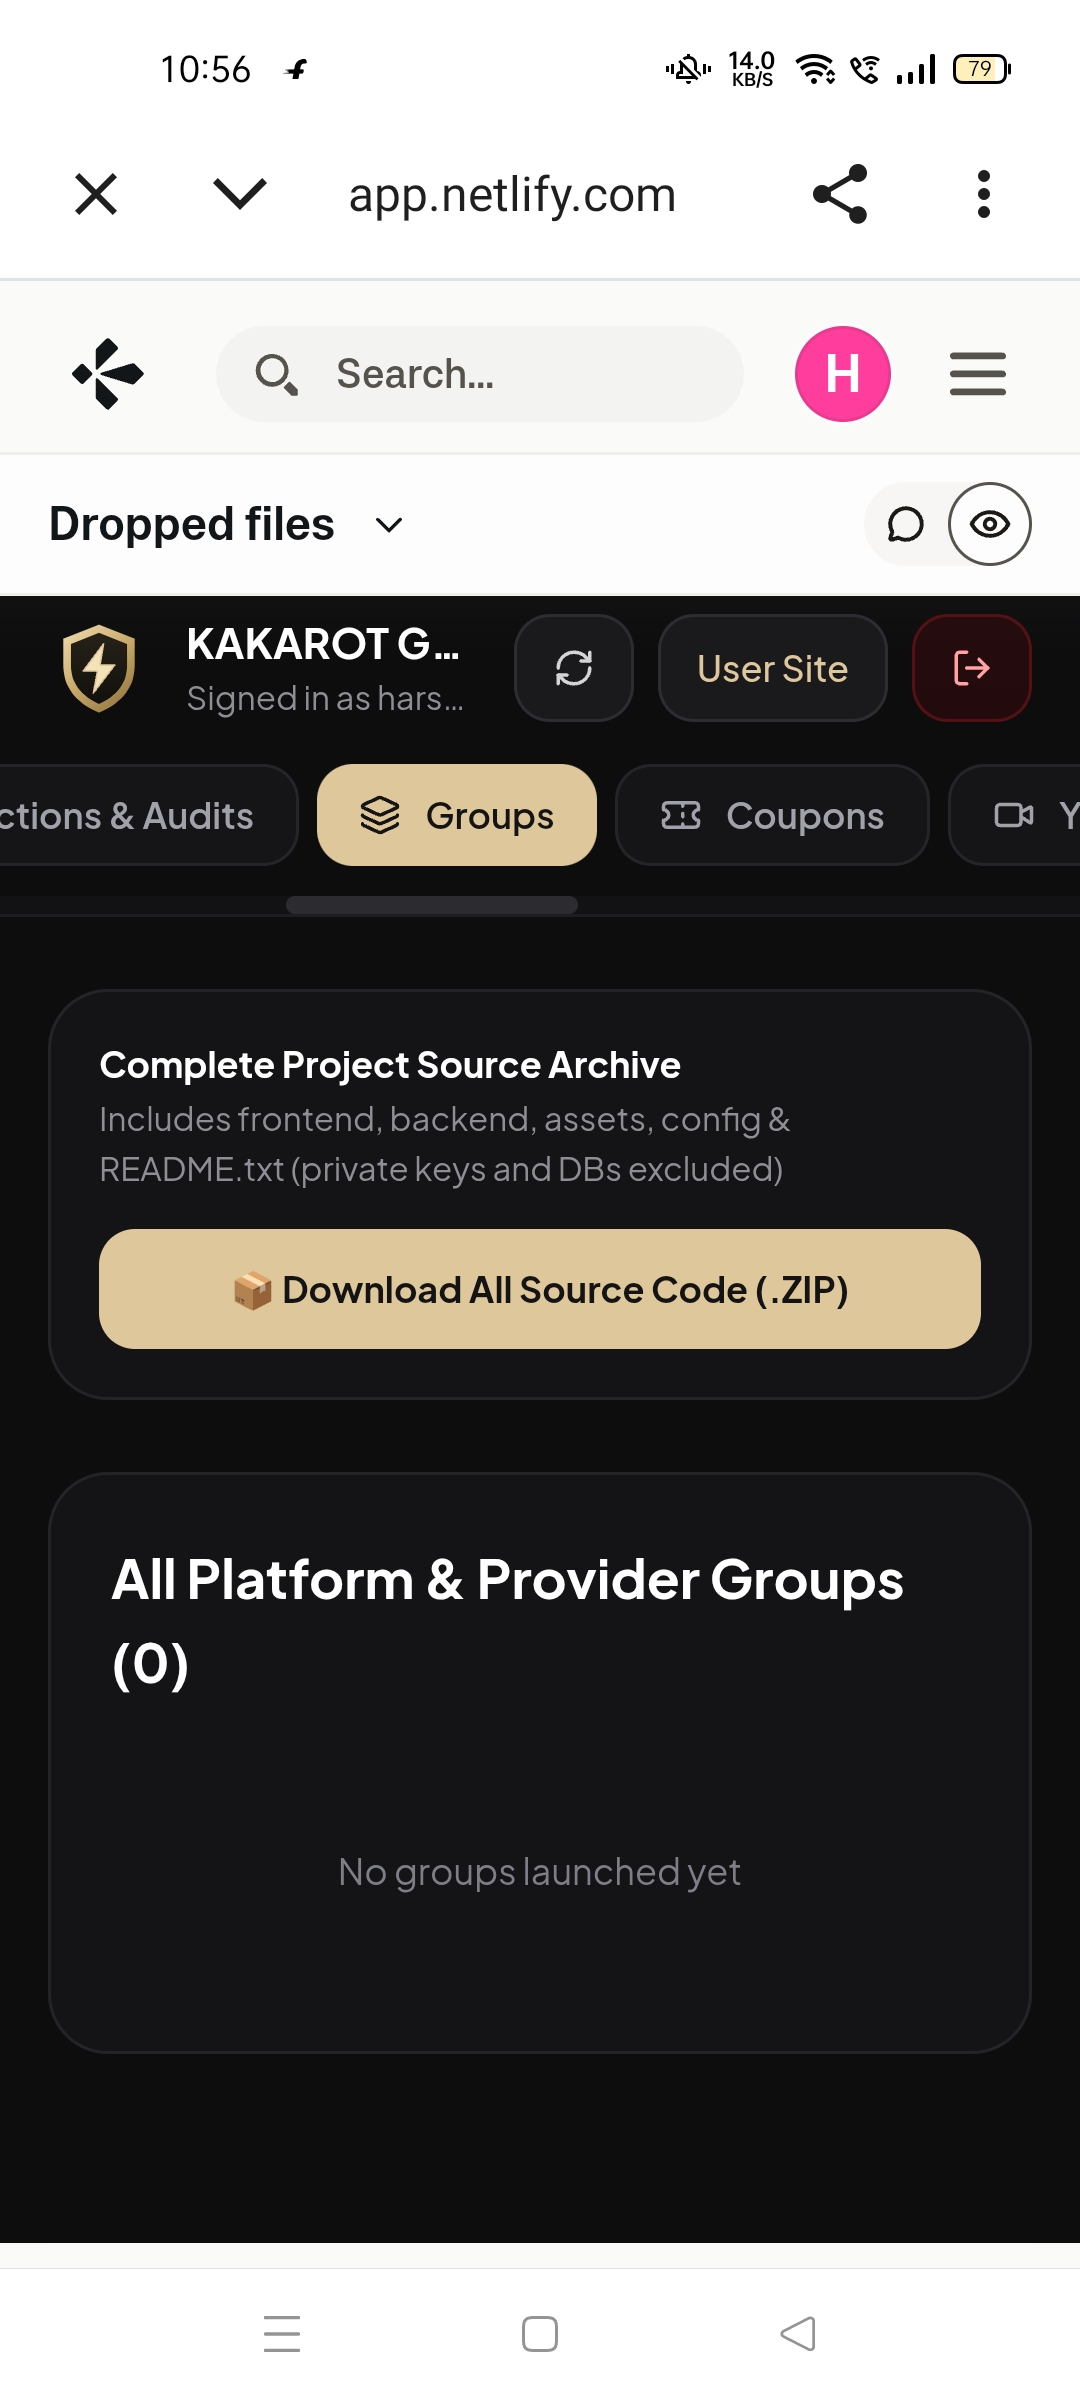 10:56
14.0
KB/S
79
app.netlify.com
Search...
H
Dropped files
KAKAROT G...
Signed in as hars...
User Site
ctions & Audits
Groups
Coupons
Y
Complete Project Source Archive
Includes frontend, backend, assets, config &
README.txt (private keys and DBs excluded)
📦 Download All Source Code (.ZIP)
All Platform & Provider Groups
(0)
No groups launched yet